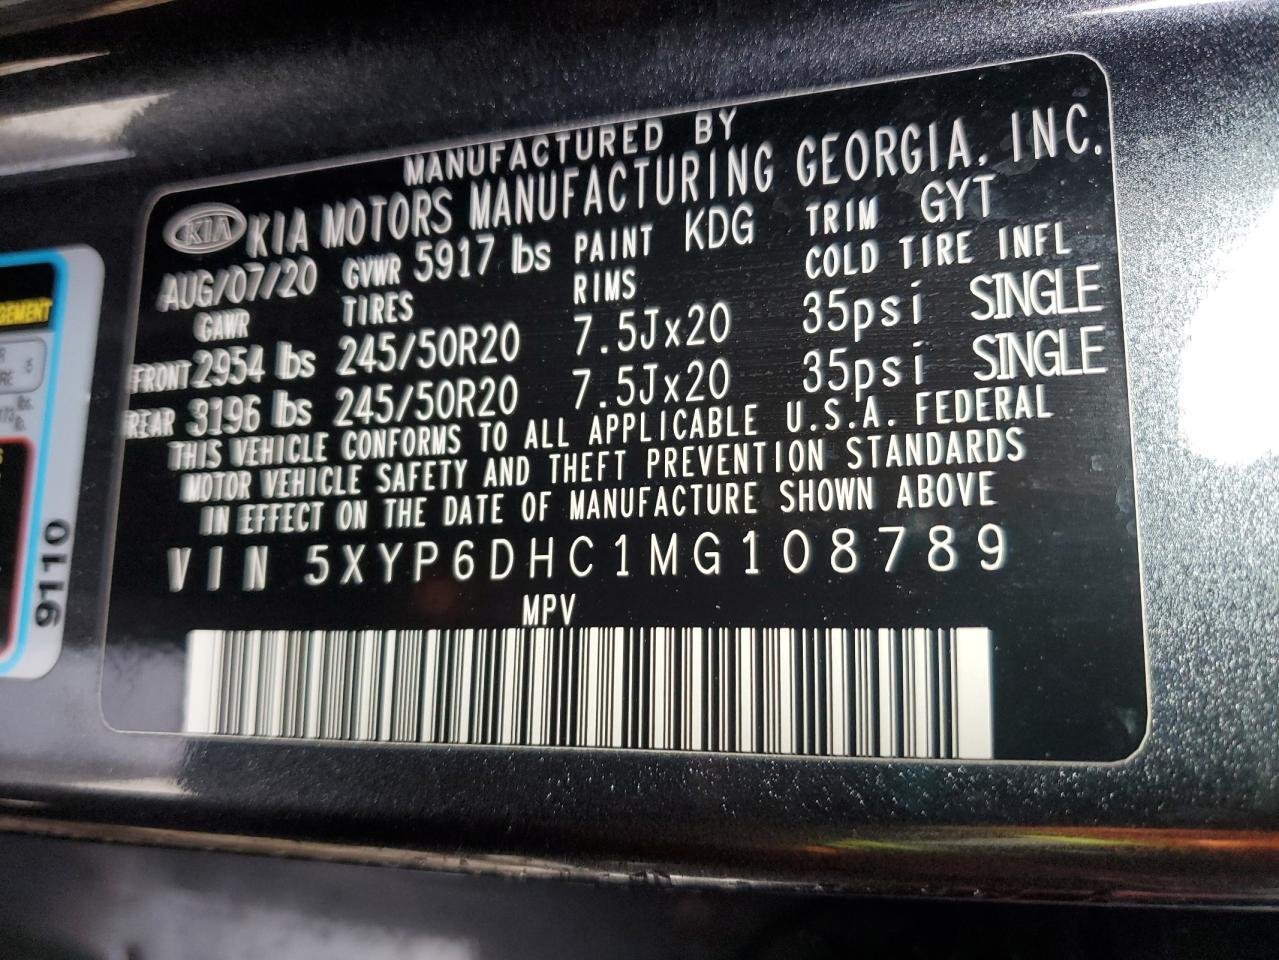 MANUFACTURED BY
KIA KIA MOTORS MANUFACTURING GEORGIA. INC.
AUG/07/20 GVWR 5917 lbs PAINT KDG TRIM GYT
GAWR TIRES RIMS COLD TIRE INFL
FRONT 2954 lbs 245/50R20 7.5Jx20 35psi SINGLE
REAR 3196 lbs 245/50R20 7.5Jx20 35psi SINGLE
THIS VEHICLE CONFORMS TO ALL APPLICABLE U.S.A. FEDERAL
MOTOR VEHICLE SAFETY AND THEFT PREVENTION STANDARDS
IN EFFECT ON THE DATE OF MANUFACTURE SHOWN ABOVE
VIN 5XYP6DHC1MG108789
MPV
9110